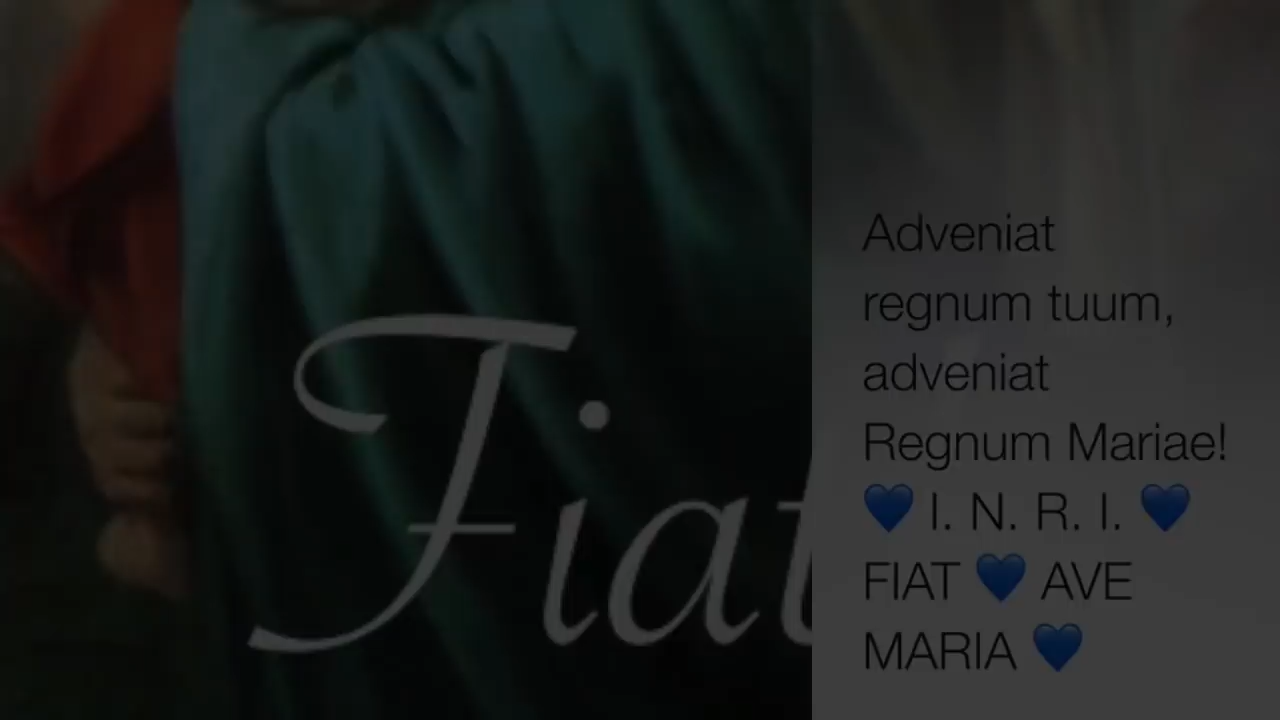 Fiat
Adveniat
regnum tuum,
adveniat
Regnum Mariae!
💙 I. N. R. I. 💙
FIAT 💙 AVE
MARIA 💙